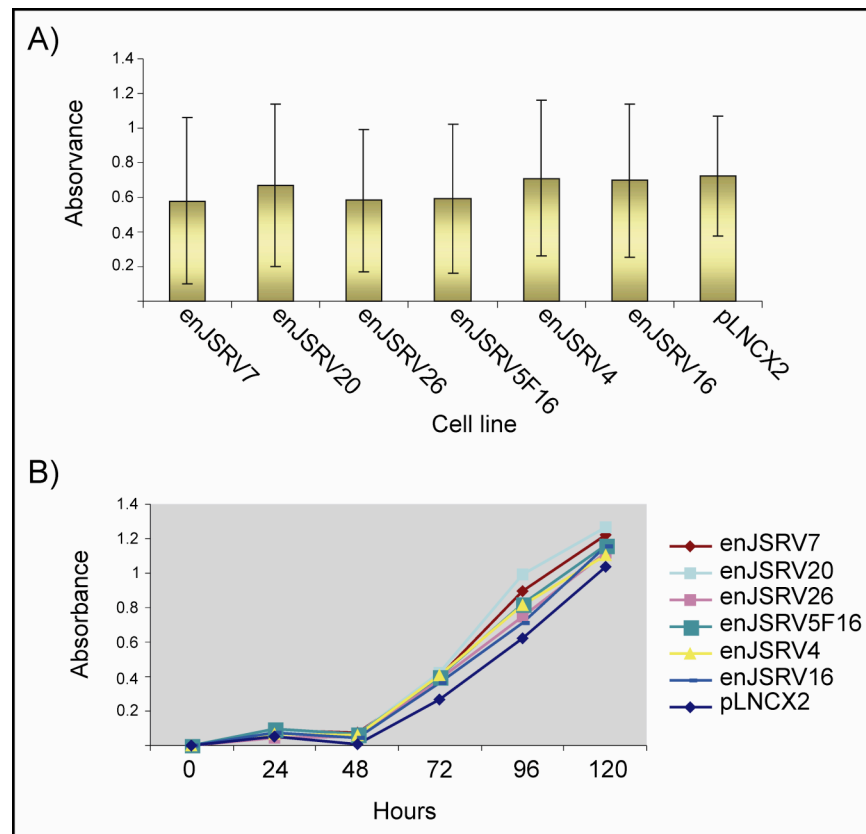 A)
Absorvance
1.4
1.2
1
0.8
0.6
0.4
0.2
enJSRV7
enJSRV20
enJSRV26
enJSRV5F16
enJSRV4
enJSRV16
pLNCX2
Cell line
B)
Absorbance
1.4
1.2
1
0.8
0.6
0.4
0.2
0 24 48 72 96 120
Hours
enJSRV7
enJSRV20
enJSRV26
enJSRV5F16
enJSRV4
enJSRV16
pLNCX2